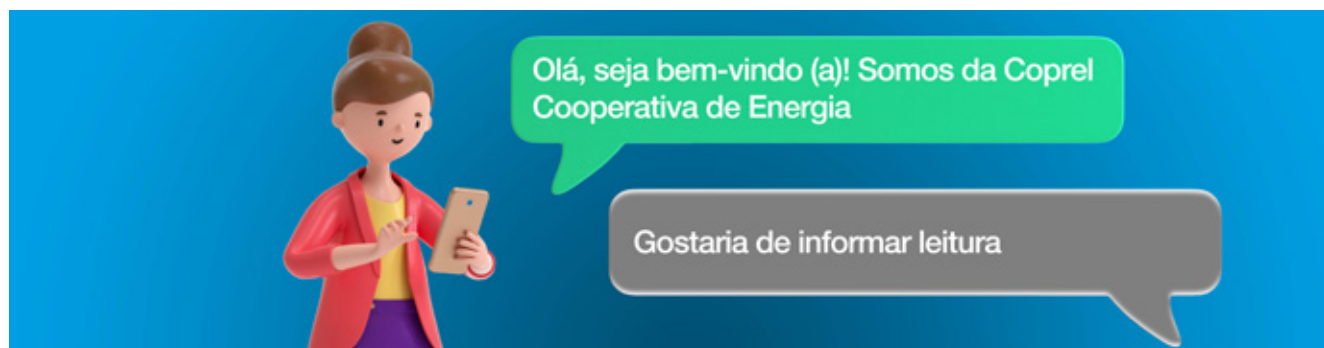 Olá, seja bem-vindo (a)! Somos da Coprel
Cooperativa de Energia
Gostaria de informar leitura